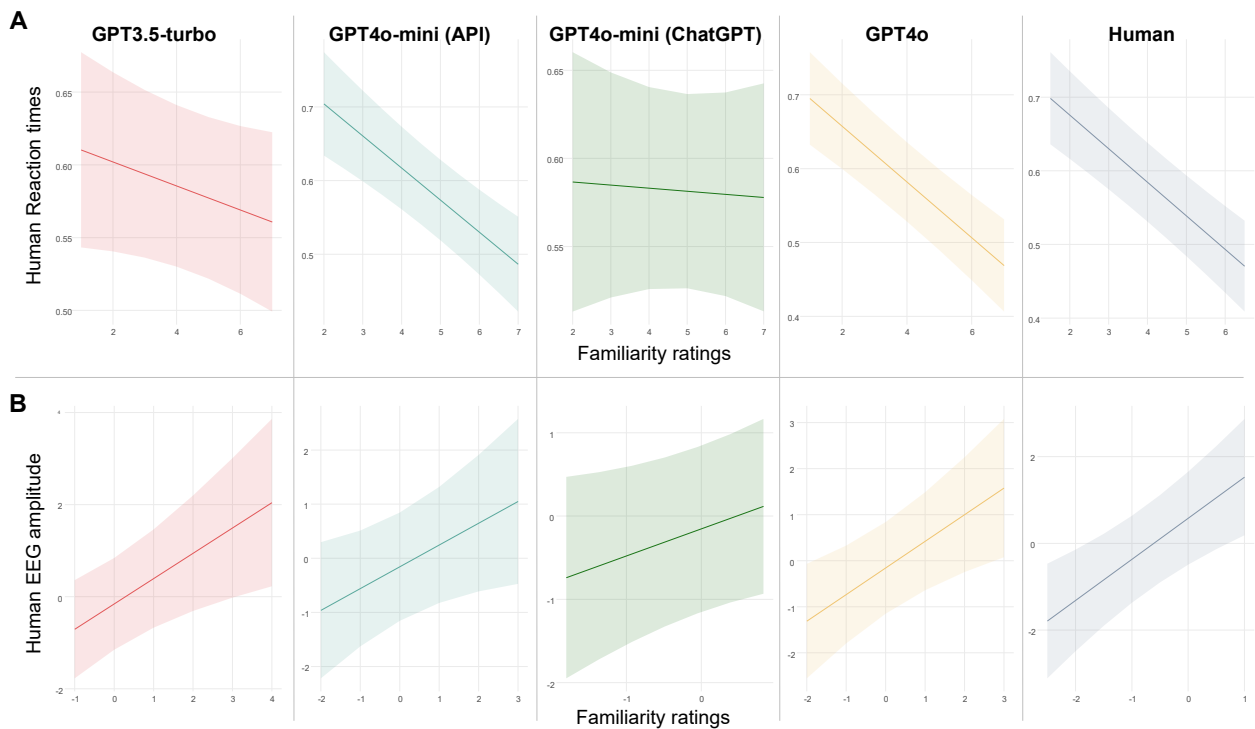 A
GPT3.5-turbo
GPT4o-mini (API)
GPT4o-mini (ChatGPT)
GPT4o
Human
Human Reaction times
0.65
0.60
0.55
0.50
2 4 6
0.7
0.6
0.5
2 3 4 5 6 7
0.65
0.60
0.55
2 3 4 5 6 7
0.7
0.6
0.5
0.4
2 4 6
0.7
0.6
0.5
0.4
2 3 4 5 6
Familiarity ratings
B
Human EEG amplitude
4
2
0
-2
-1 0 1 2 3 4
2
1
0
-1
-2
-2 -1 0 1 2 3
1
0
-1
-2
-1 0
3
2
1
0
-1
-2
-2 -1 0 1 2 3
2
0
-2
-2 -1 0 1
Familiarity ratings